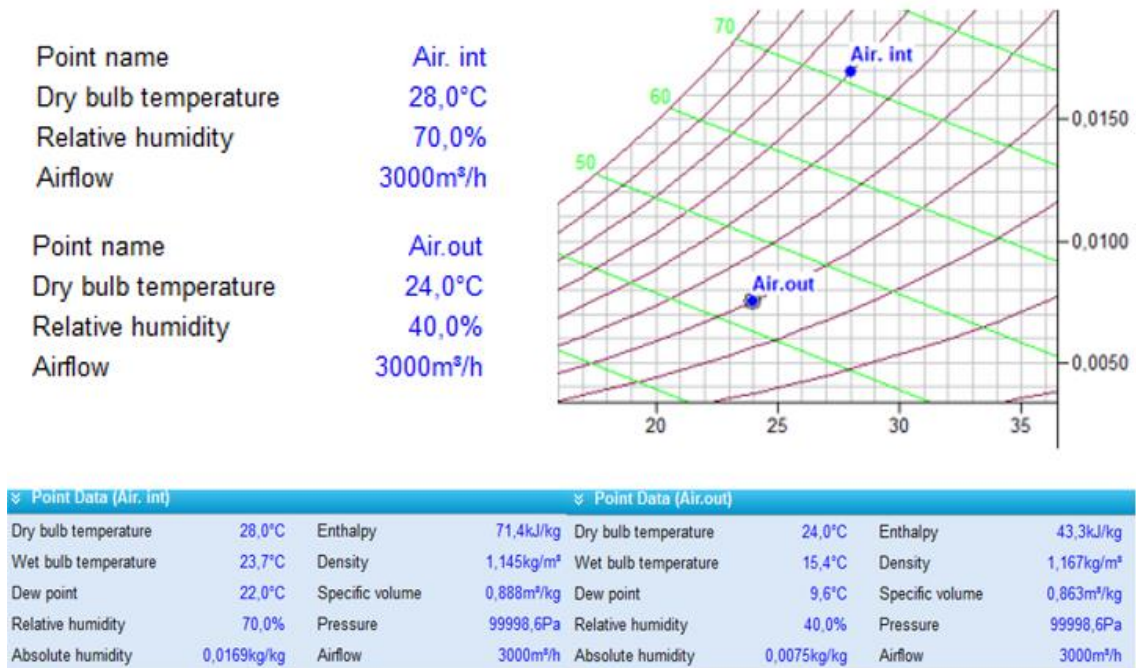 Point name Air. int
Dry bulb temperature 28,0°C
Relative humidity 70,0%
Airflow 3000m³/h
Point name Air.out
Dry bulb temperature 24,0°C
Relative humidity 40,0%
Airflow 3000m³/h
70
Air. int
60
0,0150
50
0,0100
Air.out
0,0050
20 25 30 35
Point Data (Air. int) Point Data (Air.out)
Dry bulb temperature 28,0°C Enthalpy 71,4kJ/kg Dry bulb temperature 24,0°C Enthalpy 43,3kJ/kg
Wet bulb temperature 23,7°C Density 1,145kg/m³ Wet bulb temperature 15,4°C Density 1,167kg/m³
Dew point 22,0°C Specific volume 0,888m³/kg Dew point 9,6°C Specific volume 0,863m³/kg
Relative humidity 70,0% Pressure 99998,6Pa Relative humidity 40,0% Pressure 99998,6Pa
Absolute humidity 0,0169kg/kg Airflow 3000m³/h Absolute humidity 0,0075kg/kg Airflow 3000m³/h